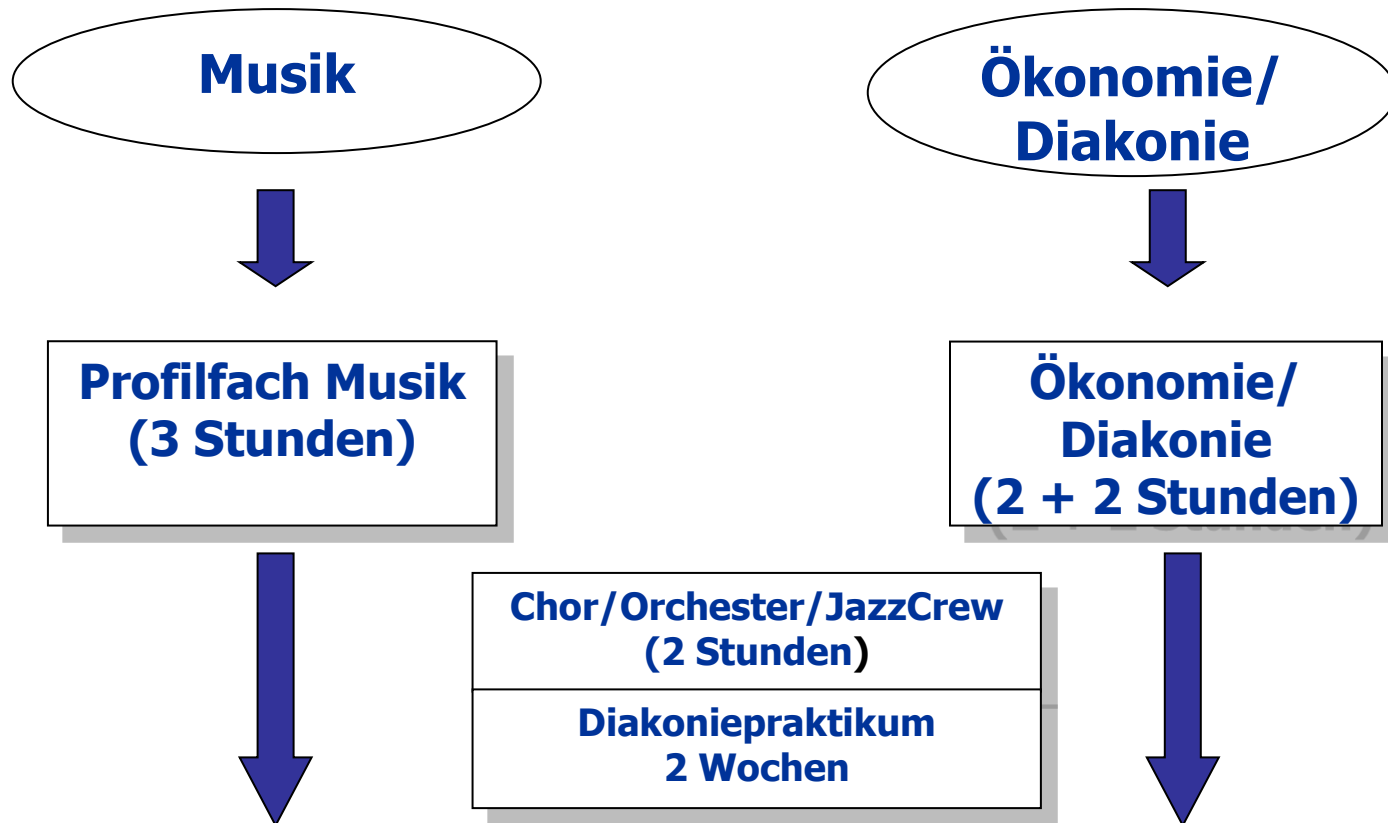 Musik
Ökonomie/
Diakonie
Profilfach Musik
(3 Stunden)
Ökonomie/
Diakonie
(2 + 2 Stunden)
Chor/Orchester/JazzCrew
(2 Stunden)
Diakoniepraktikum
2 Wochen